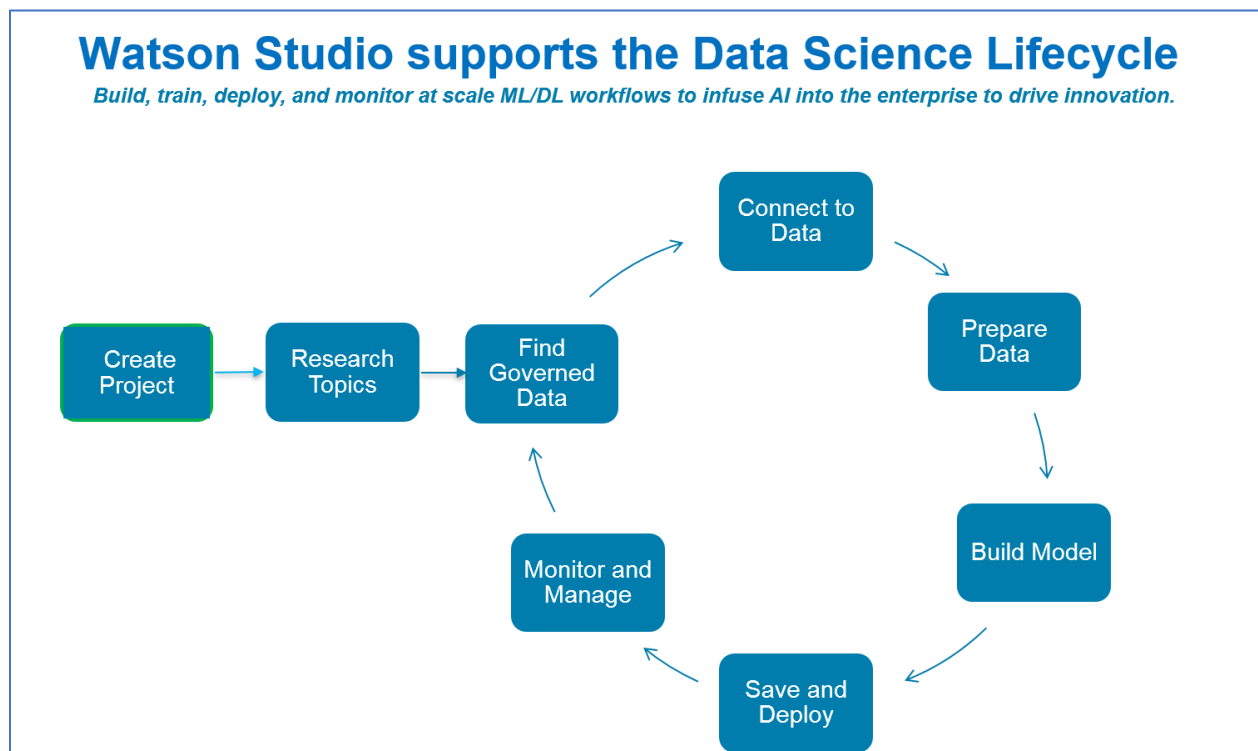 Watson Studio supports the Data Science Lifecycle
Build, train, deploy, and monitor at scale ML/DL workflows to infuse AI into the enterprise to drive innovation.
Create
Project
Research
Topics
Find
Governed
Data
Connect to
Data
Prepare
Data
Build Model
Save and
Deploy
Monitor and
Manage